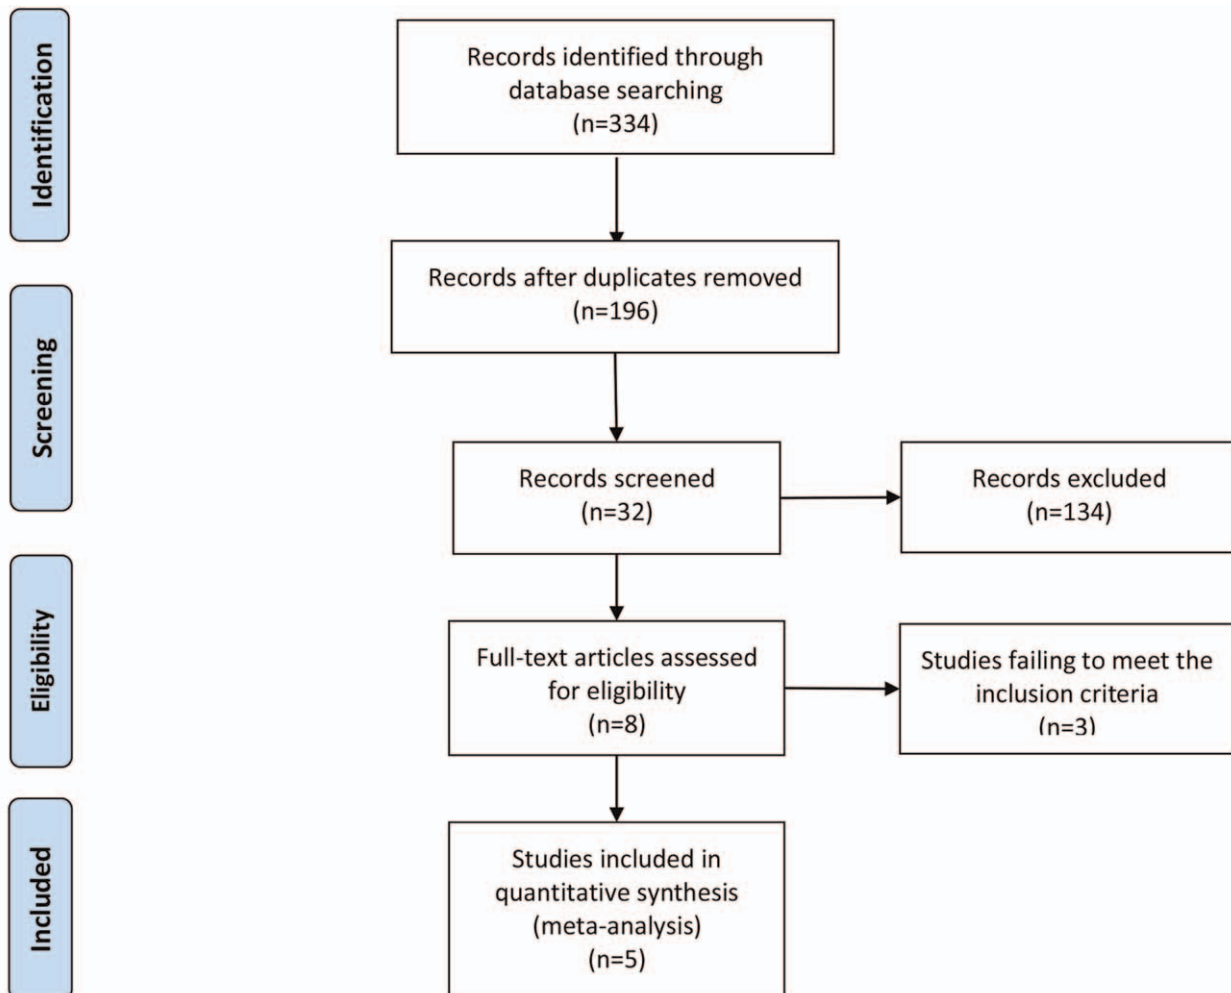 Identification
Records identified through
database searching
(n=334)
Records after duplicates removed
(n=196)
Screening
Records screened
(n=32)
Records excluded
(n=134)
Eligibility
Full-text articles assessed
for eligibility
(n=8)
Studies failing to meet the
inclusion criteria
(n=3)
Included
Studies included in
quantitative synthesis
(meta-analysis)
(n=5)